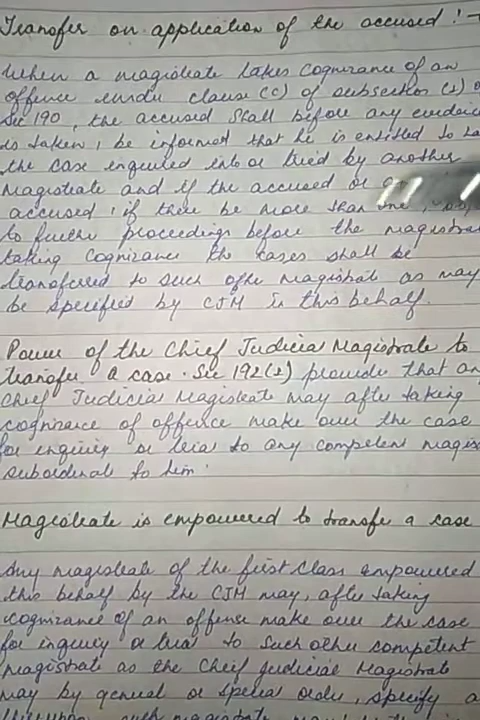 Transfer on application of the accused :-
When a magistrate takes cognizance of an
offence under clause (c) of subsection (1) of
Sec 190, the accused shall before any evidence
is taken, be informed that he is entitled to
the case enquired into or tried by another
Magistrate and if the accused or
accused, if there be more than one,
to further proceedings before the magistrate
taking cognizance the cases shall be
transferred to such other magistrate as may
be specified by CJM in this behalf.
Power of the Chief Judicial Magistrate to
transfer a case. Sec 192(1) provide that any
Chief Judicial Magistrate may after taking
cognizance of offence make over the case
for inquiry or trial to any competent magis
subordinate to him.
Magistrate is empowered to transfer a case
Any magistrate of the first class empowered
this behalf by the CJM may, after taking
cognizance of an offense make over the case
for inquiry or trial to such other competent
magistrate as the Chief Judicial Magistrate
may by general or special order, specify